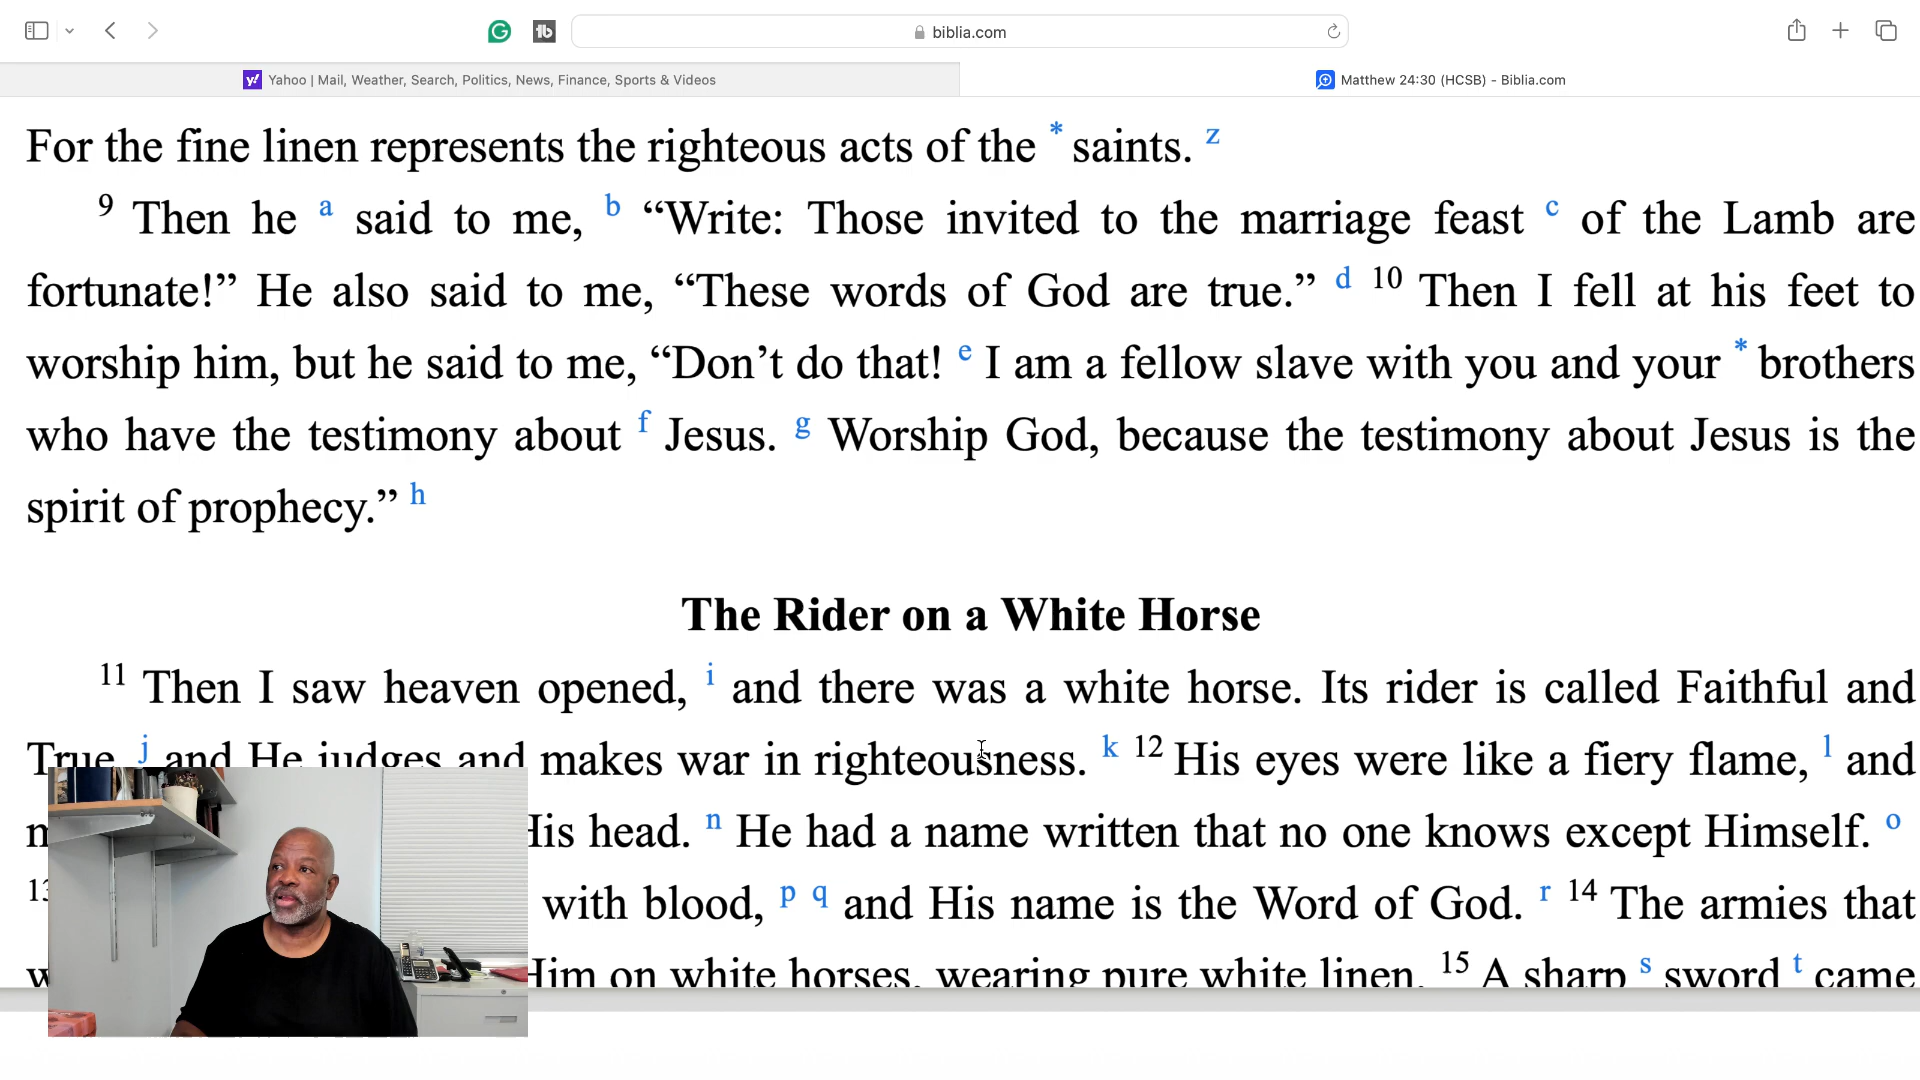 biblia.com
Yahoo | Mail, Weather, Search, Politics, News, Finance, Sports & Videos
Matthew 24:30 (HCSB) - Biblia.com
For the fine linen represents the righteous acts of the * saints. z
9 Then he a said to me, b “Write: Those invited to the marriage feast c of the Lamb are
fortunate!” He also said to me, “These words of God are true.” d 10 Then I fell at his feet to
worship him, but he said to me, “Don’t do that! e I am a fellow slave with you and your * brothers
who have the testimony about f Jesus. g Worship God, because the testimony about Jesus is the
spirit of prophecy.” h
The Rider on a White Horse
11 Then I saw heaven opened, i and there was a white horse. Its rider is called Faithful and
True, j and He judges and makes war in righteousness. k 12 His eyes were like a fiery flame, l and
His head. n He had a name written that no one knows except Himself. o
with blood, p q and His name is the Word of God. r 14 The armies that
Him on white horses, wearing pure white linen. 15 A sharp s sword t came